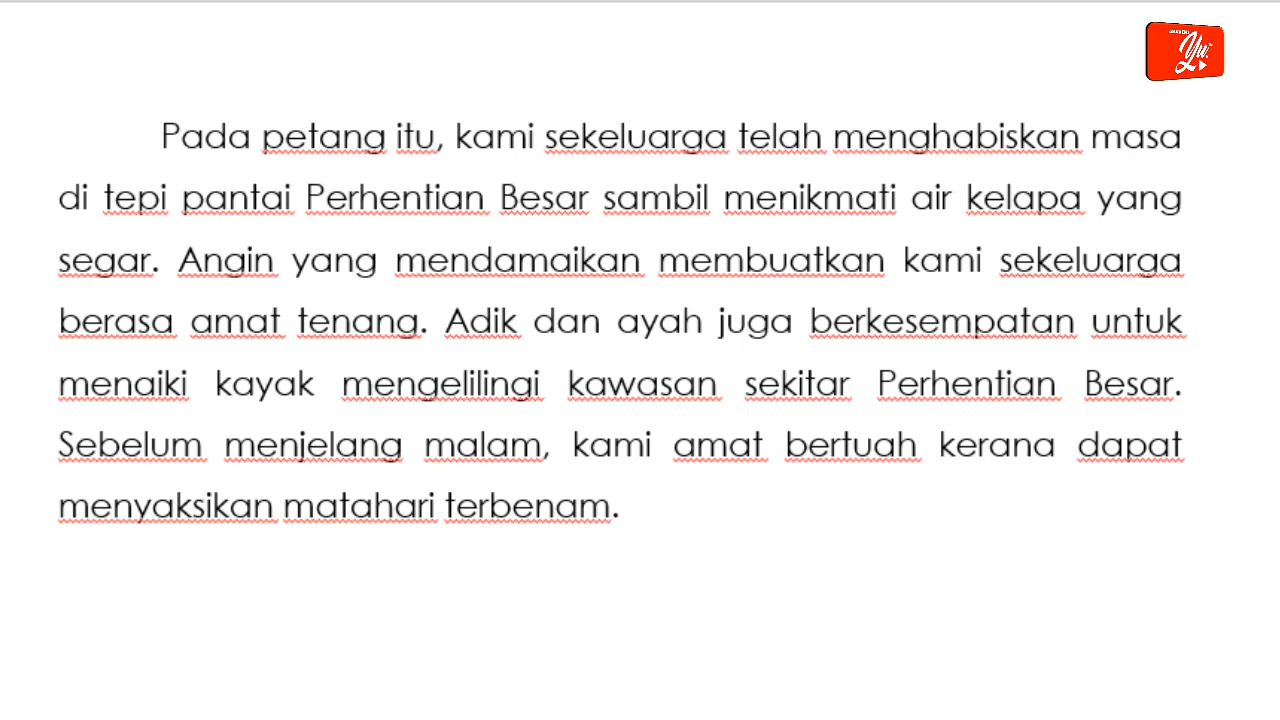 Yu.
Pada petang itu, kami sekeluarga telah menghabiskan masa
di tepi pantai Perhentian Besar sambil menikmati air kelapa yang
segar. Angin yang mendamaikan membuatkan kami sekeluarga
berasa amat tenang. Adik dan ayah juga berkesempatan untuk
menaiki kayak mengelilingi kawasan sekitar Perhentian Besar.
Sebelum menjelang malam, kami amat bertuah kerana dapat
menyaksikan matahari terbenam.